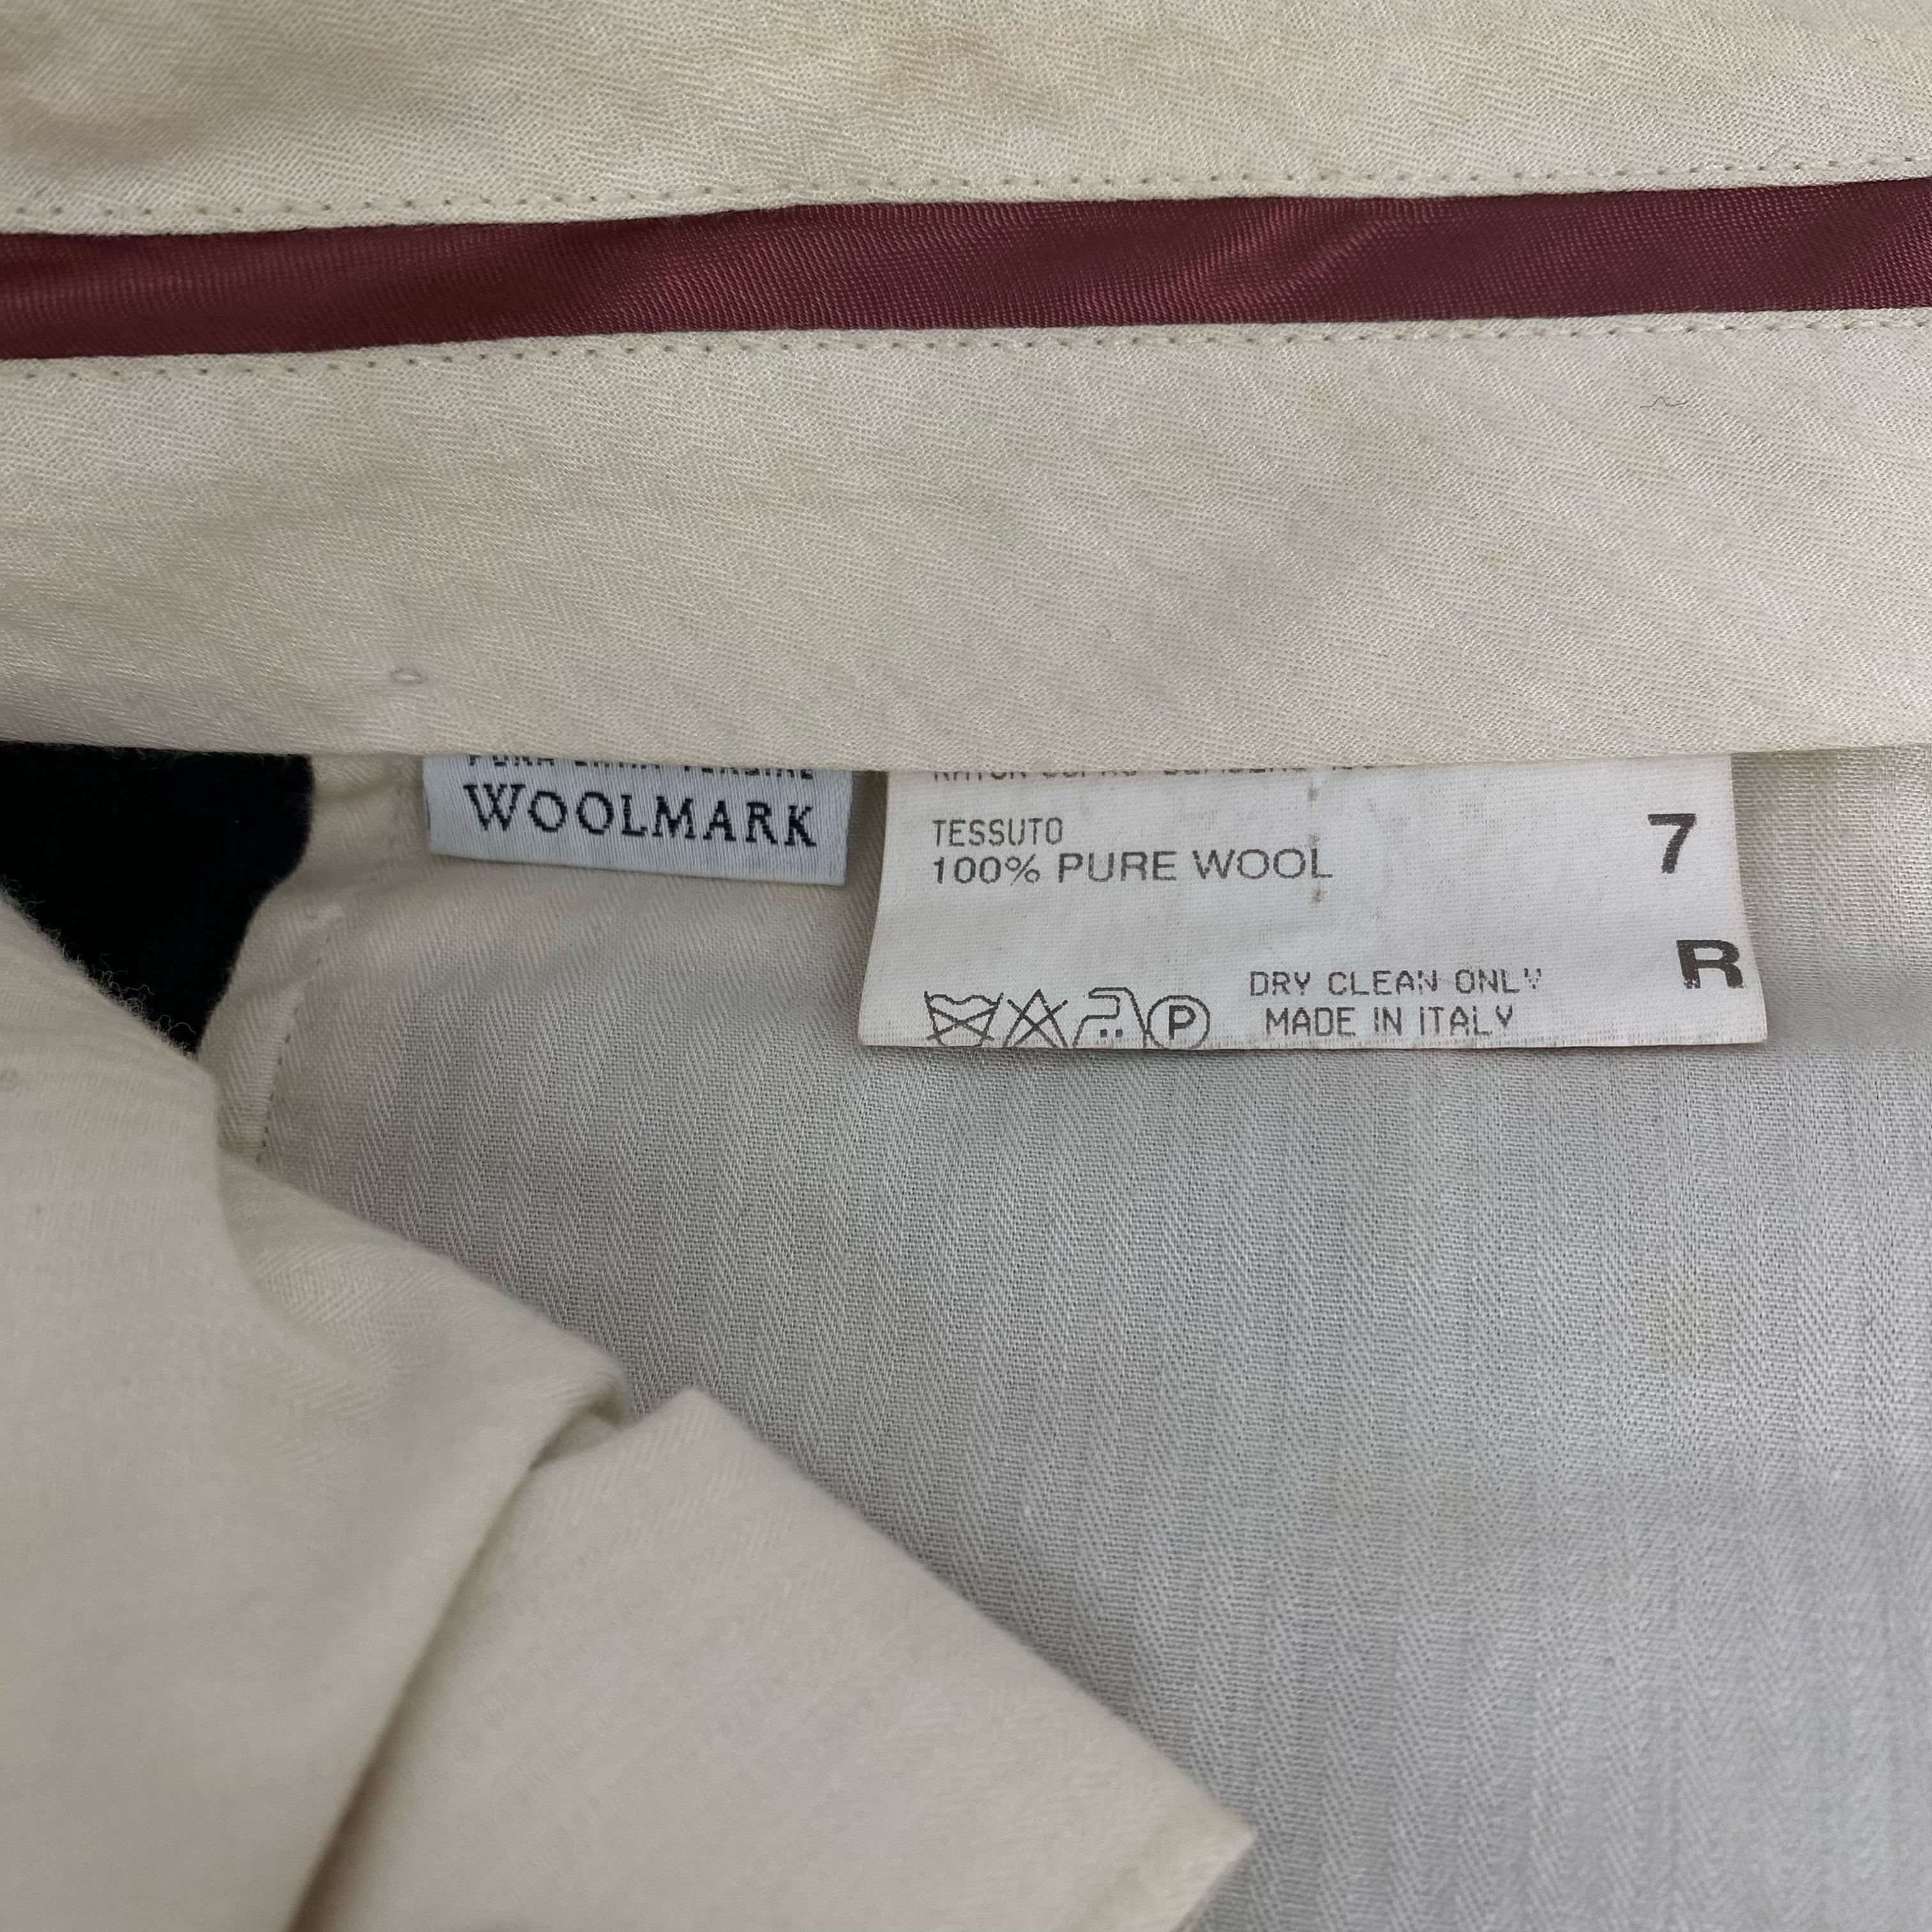 WOOLMARK
TESSUTO
100% PURE WOOL
7
R
DRY CLEAN ONLY
MADE IN ITALY
P